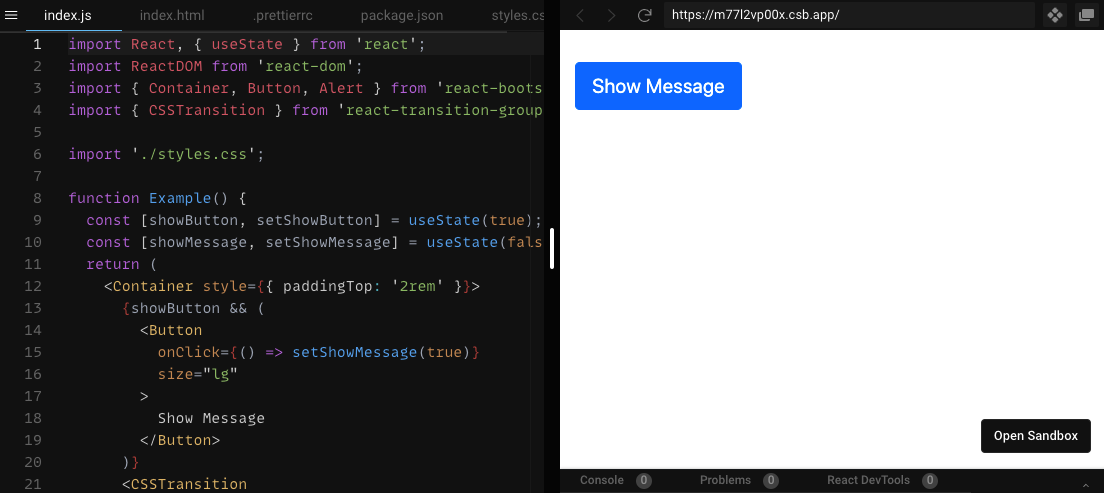 index.js index.html .prettierrc package.json styles.cs
https://m77l2vp00x.csb.app/
1 import React, { useState } from 'react';
2 import ReactDOM from 'react-dom';
3 import { Container, Button, Alert } from 'react-boots
4 import { CSSTransition } from 'react-transition-group
5
6 import './styles.css';
7
8 function Example() {
9 const [showButton, setShowButton] = useState(true);
10 const [showMessage, setShowMessage] = useState(fals
11 return (
12 <Container style={{ paddingTop: '2rem' }}>
13 {showButton && (
14 <Button
15 onClick={() => setShowMessage(true)}
16 size="lg"
17 >
18 Show Message
19 </Button>
20 )}
21 <CSSTransition
Show Message
Open Sandbox
Console 0 Problems 0 React DevTools 0